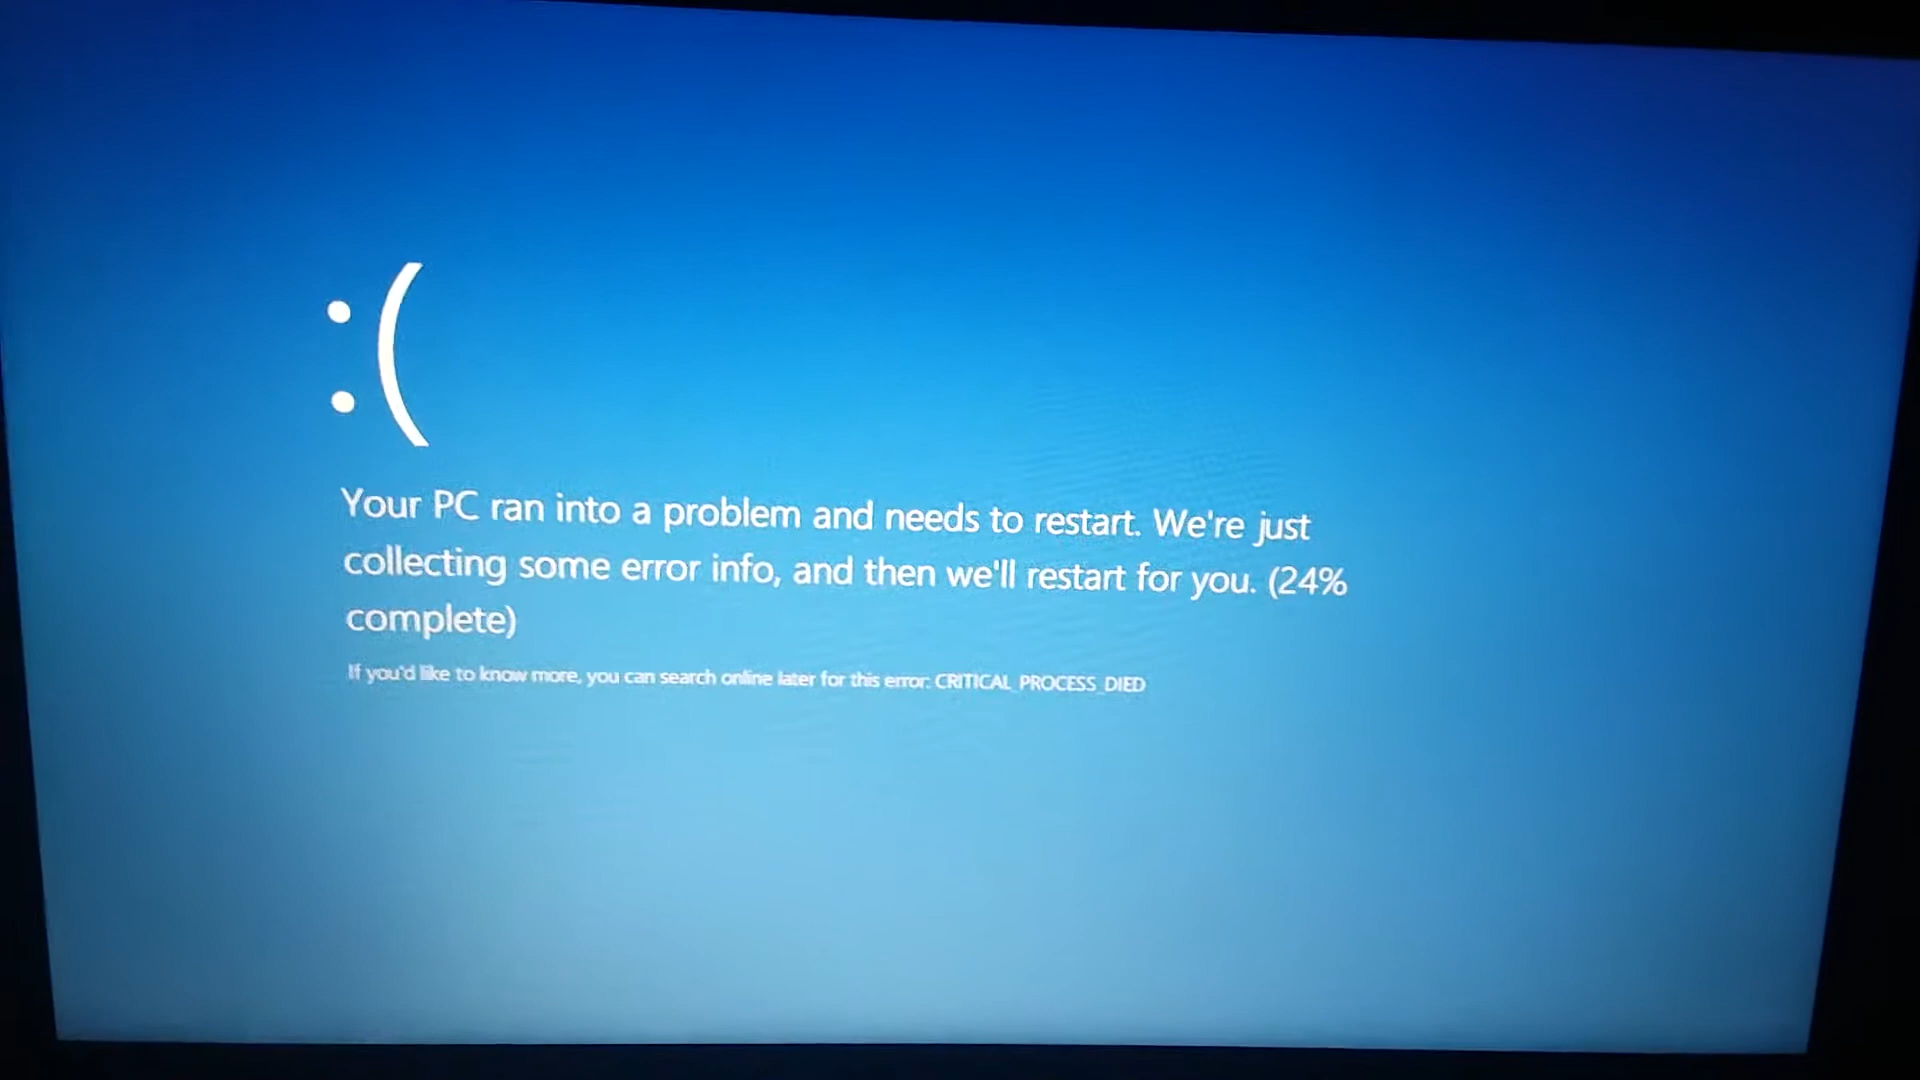 :(
Your PC ran into a problem and needs to restart. We're just
collecting some error info, and then we'll restart for you. (24%
complete)
If you'd like to know more, you can search online later for this error: CRITICAL_PROCESS_DIED